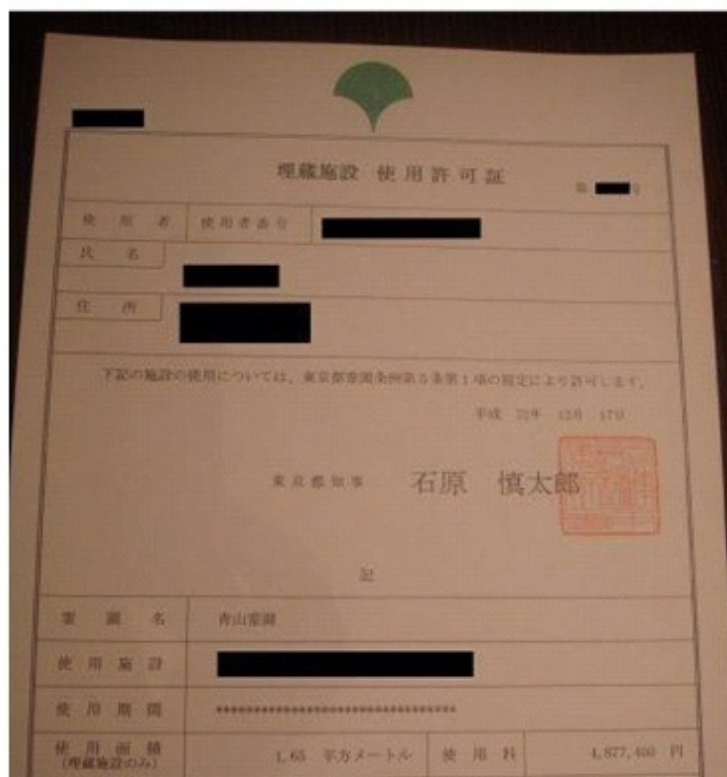 埋蔵施設 使用許可証
第 号
使用者 使用者番号
氏名
住所
下記の施設の使用については、東京都霊園条例第5条第1項の規定により許可します。
平成 22年 12月 17日
東京都知事 石原 慎太郎
記
霊園名 青山霊園
使用施設
使用期間 ********************************
使用面積 1.65 平方メートル 使用料 4,877,400 円
(埋蔵施設のみ)